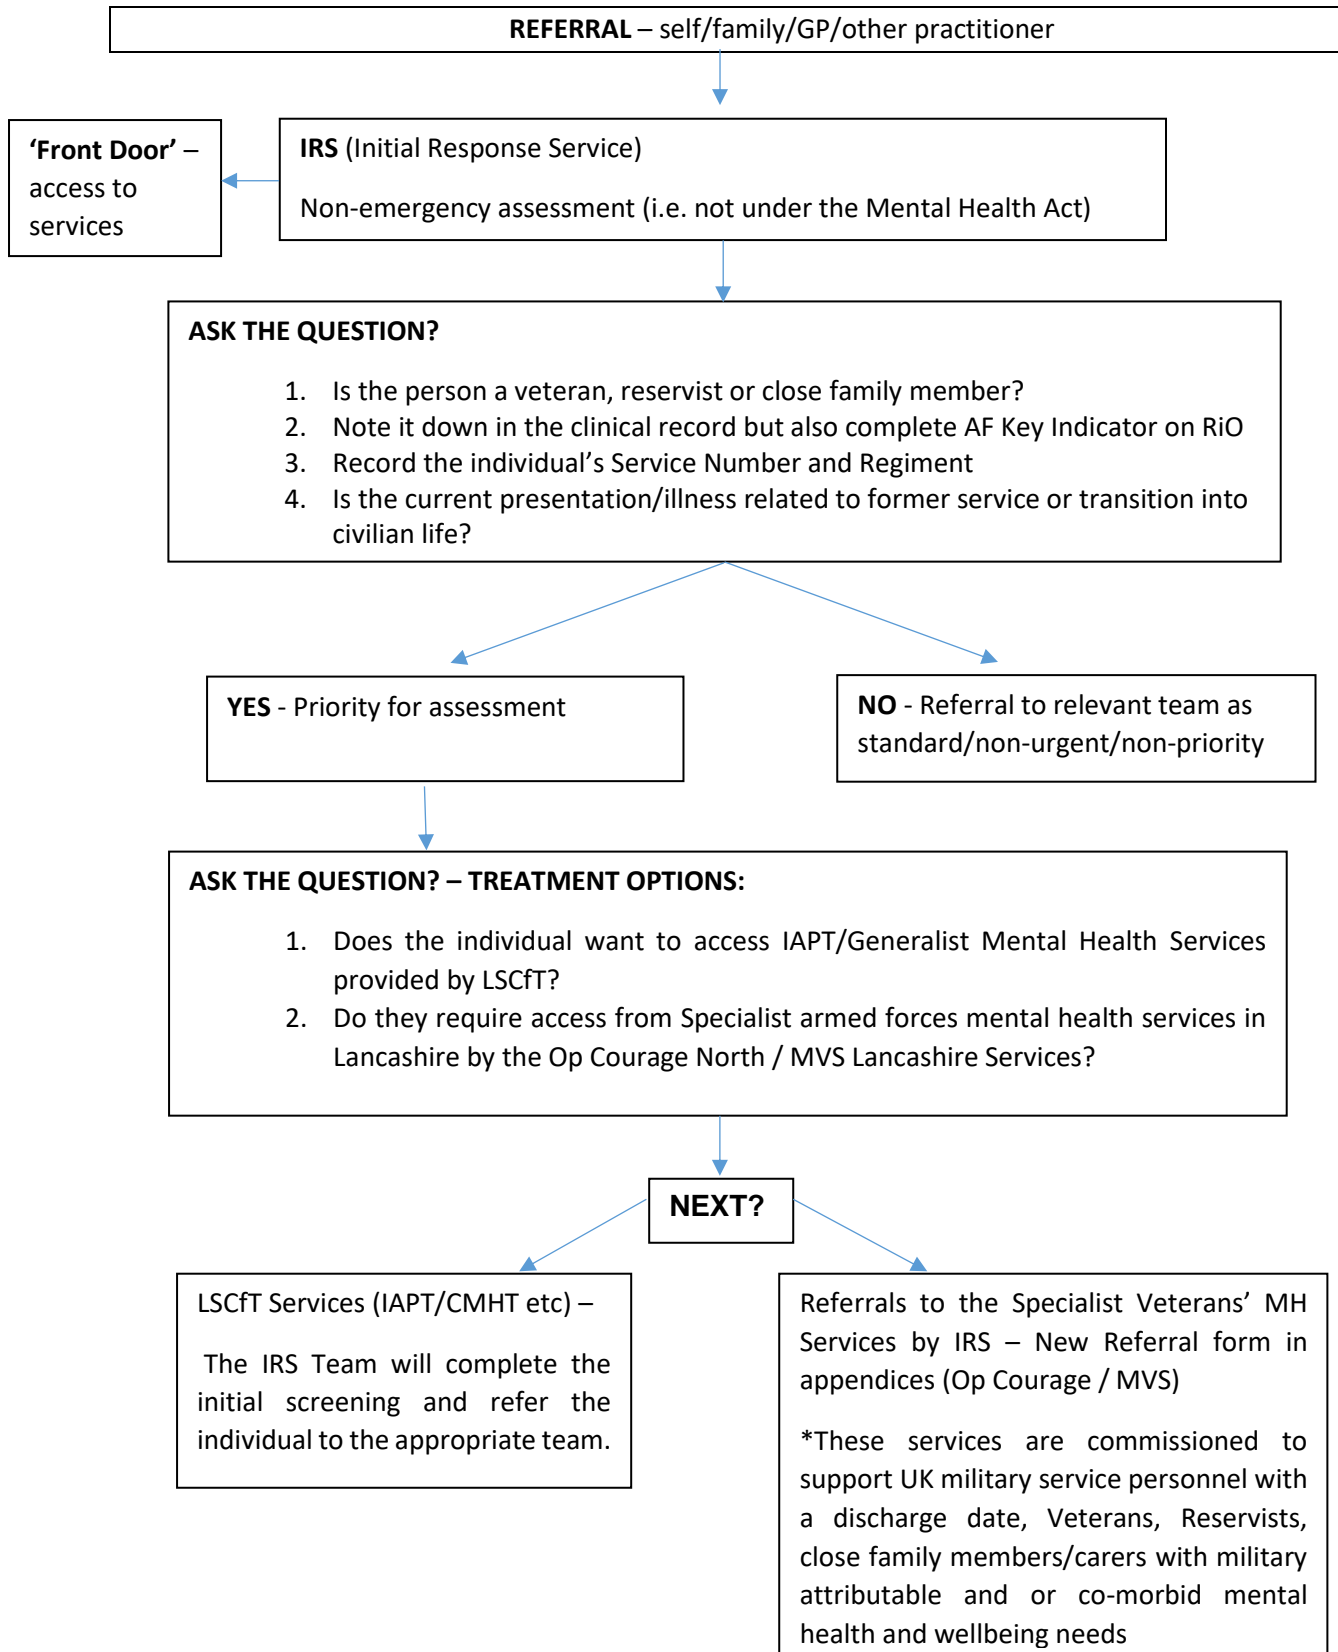 REFERRAL – self/family/GP/other practitioner
'Front Door' –
access to
services
IRS (Initial Response Service)
Non-emergency assessment (i.e. not under the Mental Health Act)
ASK THE QUESTION?
1. Is the person a veteran, reservist or close family member?
2. Note it down in the clinical record but also complete AF Key Indicator on RiO
3. Record the individual's Service Number and Regiment
4. Is the current presentation/illness related to former service or transition into
civilian life?
YES - Priority for assessment
NO - Referral to relevant team as
standard/non-urgent/non-priority
ASK THE QUESTION? – TREATMENT OPTIONS:
1. Does the individual want to access IAPT/Generalist Mental Health Services
provided by LSCfT?
2. Do they require access from Specialist armed forces mental health services in
Lancashire by the Op Courage North / MVS Lancashire Services?
NEXT?
LSCfT Services (IAPT/CMHT etc) –
The IRS Team will complete the
initial screening and refer the
individual to the appropriate team.
Referrals to the Specialist Veterans' MH
Services by IRS – New Referral form in
appendices (Op Courage / MVS)
*These services are commissioned to
support UK military service personnel with
a discharge date, Veterans, Reservists,
close family members/carers with military
attributable and or co-morbid mental
health and wellbeing needs